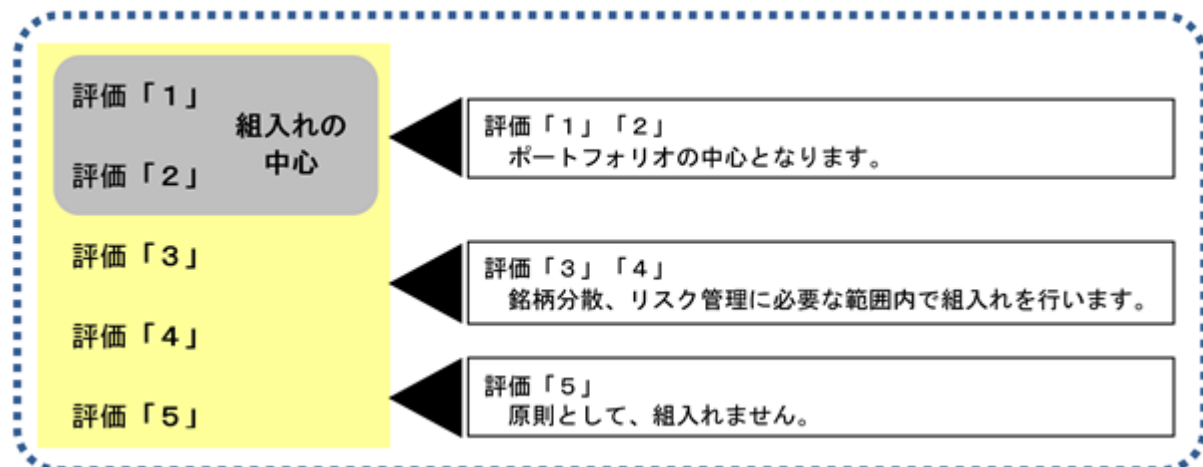 評価「１」
組入れの
中心
評価「２」
評価「３」
評価「４」
評価「５」
評価「１」「２」
ポートフォリオの中心となります。
評価「３」「４」
銘柄分散、リスク管理に必要な範囲内で組入れを行います。
評価「５」
原則として、組入れません。